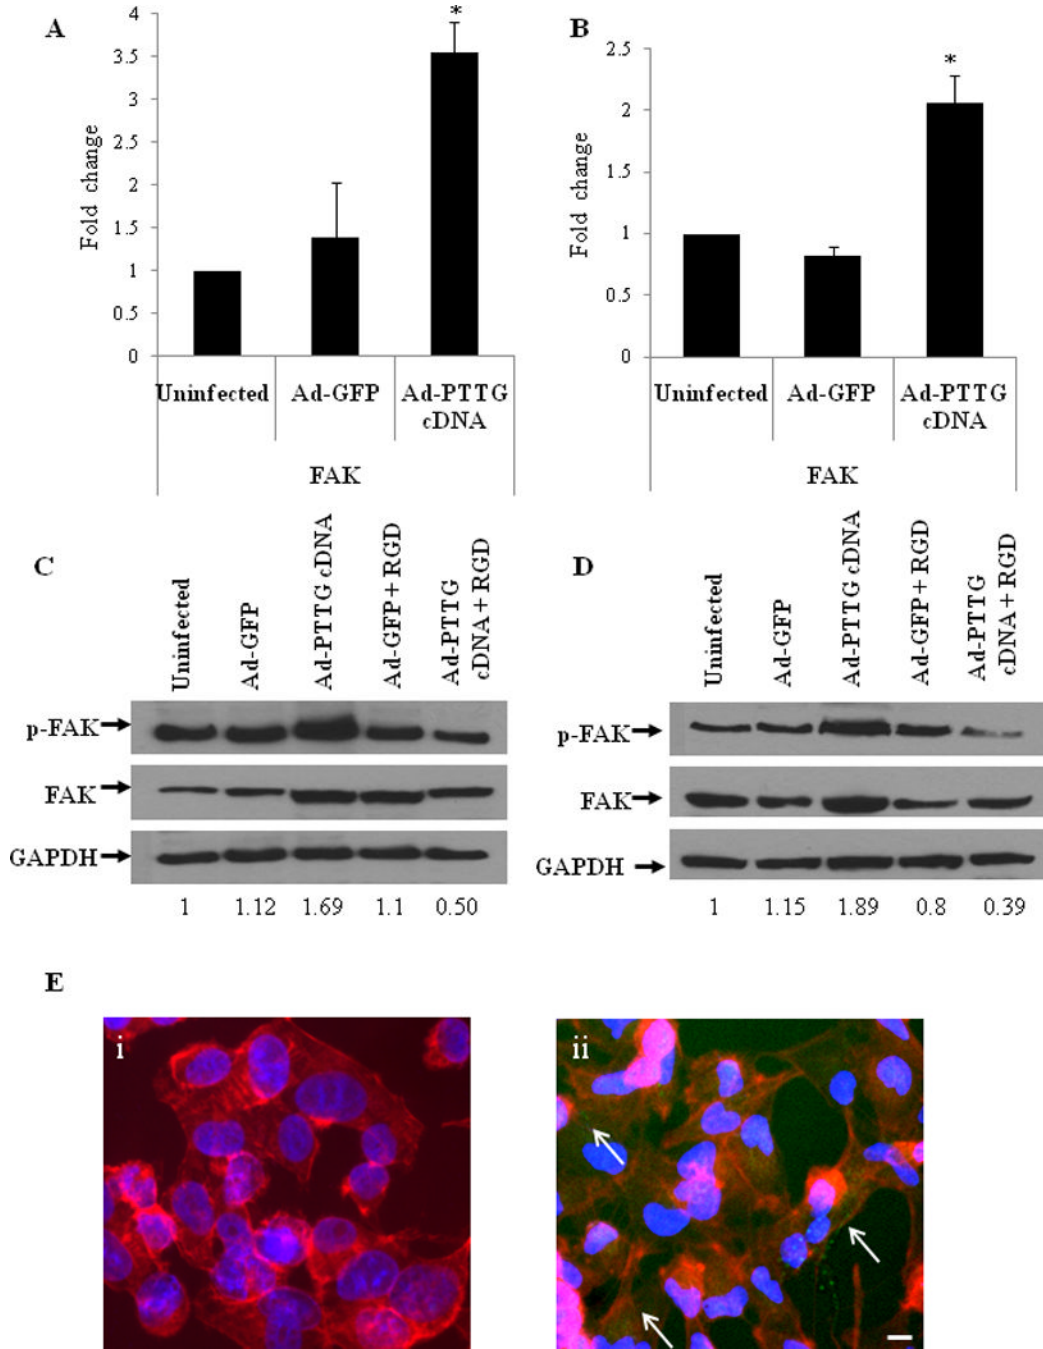 A
Fold change
4
3.5
3
2.5
2
1.5
1
0.5
0
*
Uninfected
Ad-GFP
Ad-PTTG
cDNA
FAK
B
Fold change
2.5
2
1.5
1
0.5
0
*
Uninfected
Ad-GFP
Ad-PTTG
cDNA
FAK
C
Uninfected
Ad-GFP
Ad-PTTG cDNA
Ad-GFP+RGD
Ad-PTTG
cDNA+RGD
p-FAK
FAK
GAPDH
1 1.12 1.69 1.1 0.50
D
Uninfected
Ad-GFP
Ad-PTTG cDNA
Ad-GFP+RGD
Ad-PTTG
cDNA+RGD
p-FAK
FAK
GAPDH
1 1.15 1.89 0.8 0.39
E
i
ii